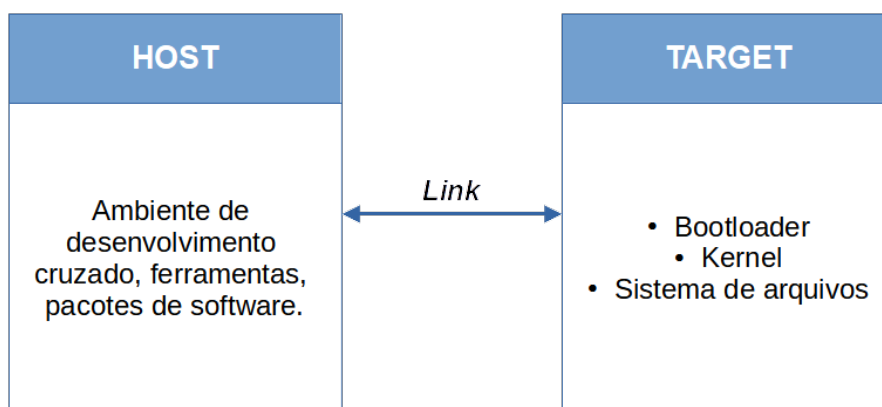 HOST
Ambiente de
desenvolvimento
cruzado, ferramentas,
pacotes de software.
Link
TARGET
• Bootloader
• Kernel
• Sistema de arquivos